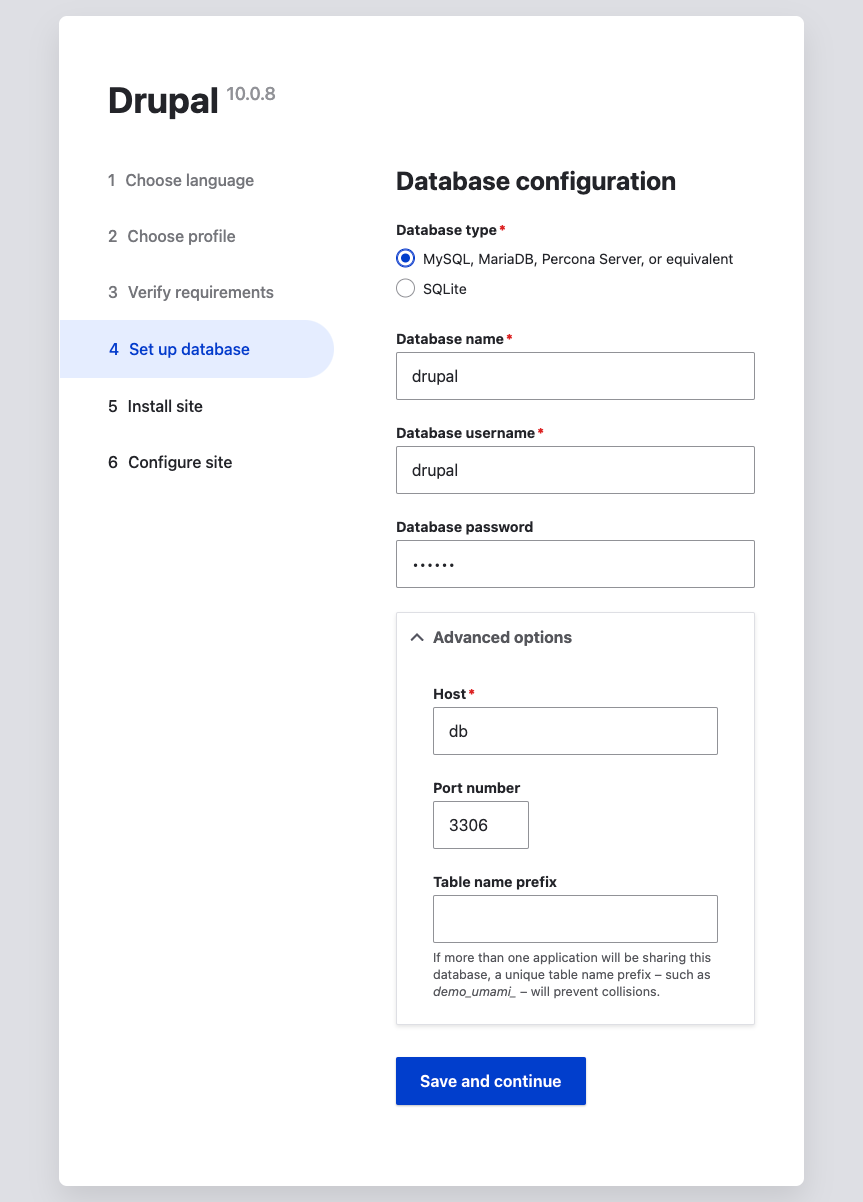 Drupal 10.0.8
1 Choose language
2 Choose profile
3 Verify requirements
4 Set up database
5 Install site
6 Configure site
Database configuration
Database type*
MySQL, MariaDB, Percona Server, or equivalent
SQLite
Database name*
drupal
Database username*
drupal
Database password
••••••
Advanced options
Host*
db
Port number
3306
Table name prefix
If more than one application will be sharing this
database, a unique table name prefix – such as
demo_umami_ – will prevent collisions.
Save and continue